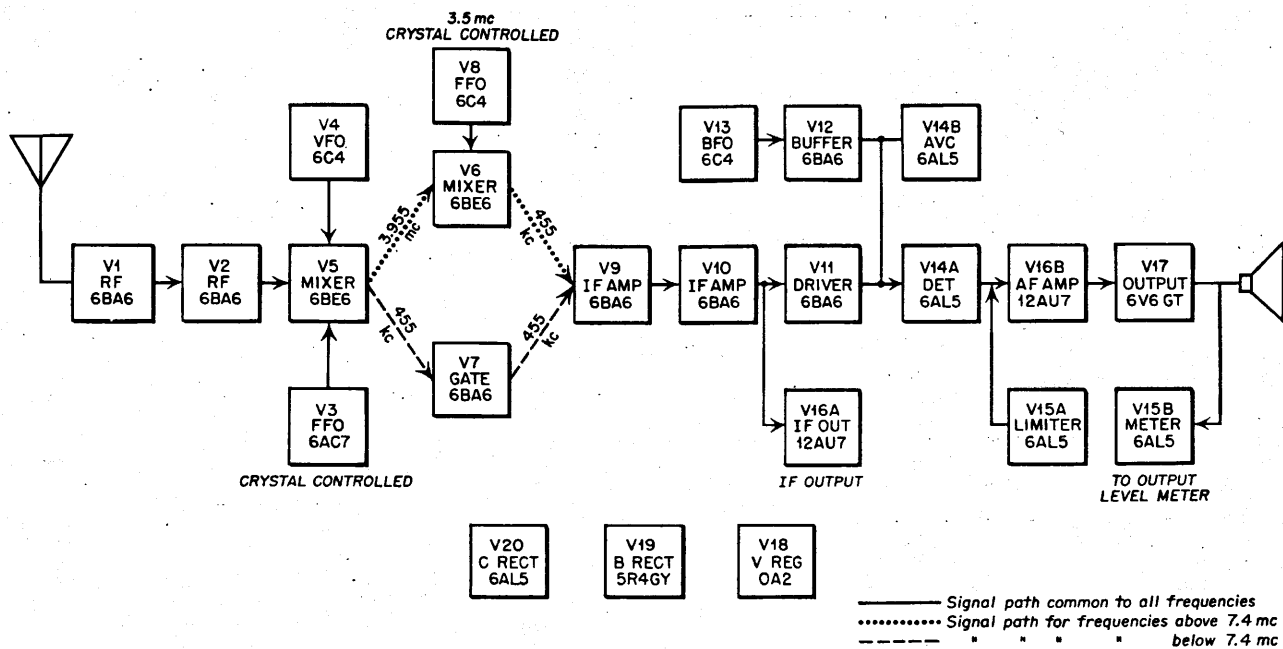 3.5 mc
CRYSTAL CONTROLLED
V8
FFO
6C4
V4
VFO
6C4
V13
BFO
6C4
V12
BUFFER
6BA6
V14B
AVC
6AL5
V6
MIXER
6BE6
3.955
mc
455
kc
V1
RF
6BA6
V2
RF
6BA6
V5
MIXER
6BE6
V9
IF AMP
6BA6
V10
IF AMP
6BA6
V11
DRIVER
6BA6
V14A
DET
6AL5
V16B
AF AMP
12AU7
V17
OUTPUT
6V6 GT
455
kc
455
kc
V7
GATE
6BA6
V3
FFO
6AC7
CRYSTAL CONTROLLED
V16A
IF OUT
12AU7
IF OUTPUT
V15A
LIMITER
6AL5
V15B
METER
6AL5
TO OUTPUT
LEVEL METER
V20
C RECT
6AL5
V19
B RECT
5R4GY
V18
V REG
OA2
Signal path common to all frequencies
Signal path for frequencies above 7.4 mc
" " " " below 7.4 mc